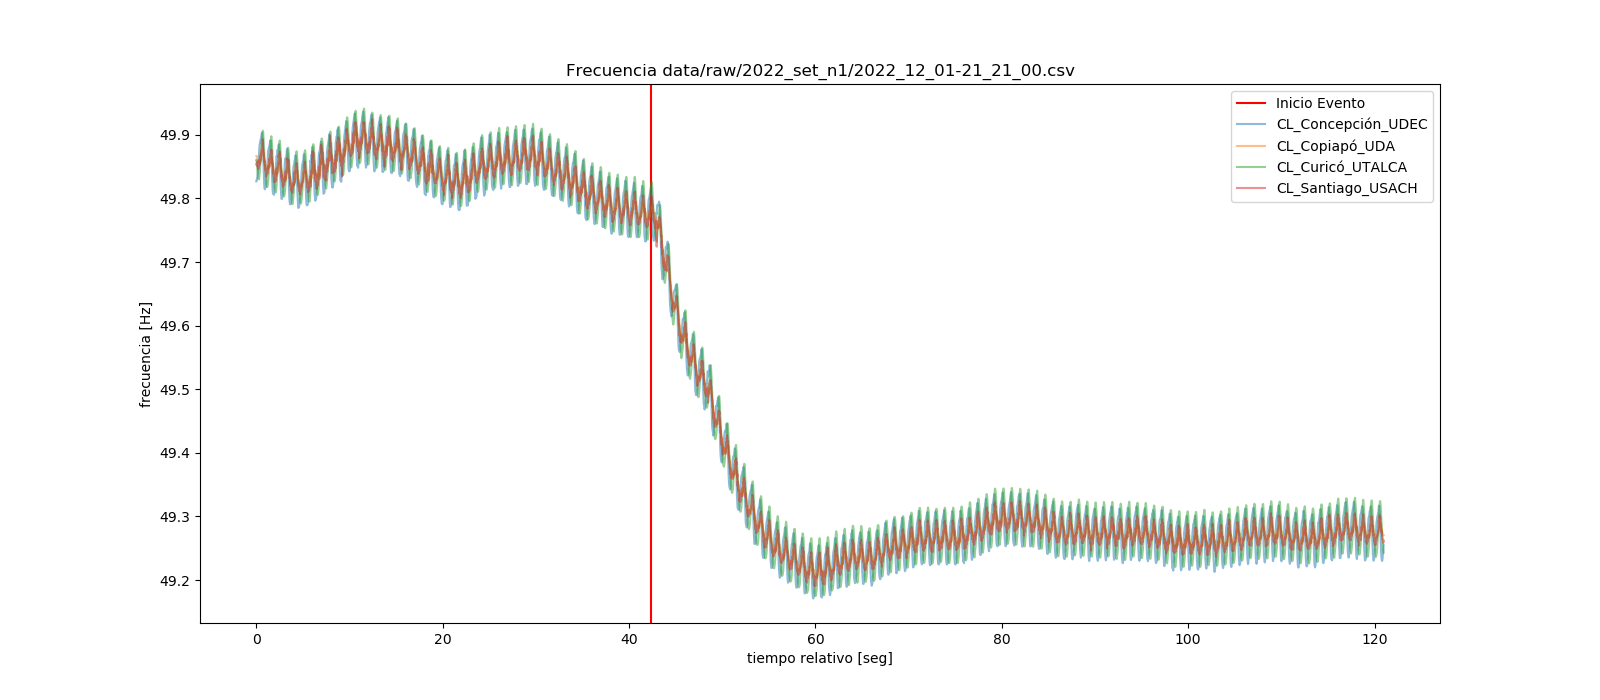 Frecuencia data/raw/2022_set_n1/2022_12_01-21_21_00.csv
Inicio Evento
CL_Concepción_UDEC
CL_Copiapó_UDA
CL_Curicó_UTALCA
CL_Santiago_USACH
49.9
49.8
49.7
49.6
49.5
49.4
49.3
49.2
frecuencia [Hz]
0 20 40 60 80 100 120
tiempo relativo [seg]